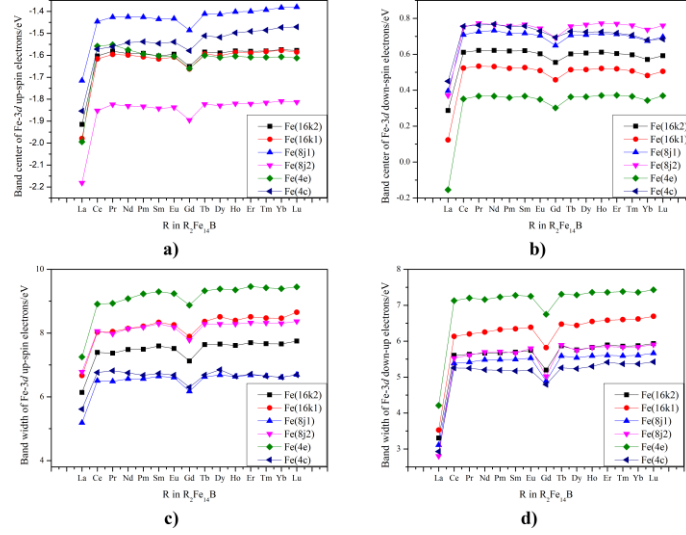 Band center of Fe-3d up-spin electrons/eV
-1.4
-1.5
-1.6
-1.7
-1.8
-1.9
-2.0
-2.1
-2.2
Fe(16k2)
Fe(16k1)
Fe(8j1)
Fe(8j2)
Fe(4e)
Fe(4c)
La Ce Pr Nd Pm Sm Eu Gd Tb Dy Ho Er Tm Yb Lu
R in R₂Fe₁₄B
a)
Band center of Fe-3d down-spin electrons/eV
0.8
0.6
0.4
0.2
0.0
-0.2
Fe(16k2)
Fe(16k1)
Fe(8j1)
Fe(8j2)
Fe(4e)
Fe(4c)
La Ce Pr Nd Pm Sm Eu Gd Tb Dy Ho Er Tm Yb Lu
R in R₂Fe₁₄B
b)
Band width of Fe-3d up-spin electrons/eV
10
8
6
4
Fe(16k2)
Fe(16k1)
Fe(8j1)
Fe(8j2)
Fe(4e)
Fe(4c)
La Ce Pr Nd Pm Sm Eu Gd Tb Dy Ho Er Tm Yb Lu
R in R₂Fe₁₄B
c)
Band width of Fe-3d down-up electrons/eV
8
7
6
5
4
3
Fe(16k2)
Fe(16k1)
Fe(8j1)
Fe(8j2)
Fe(4e)
Fe(4c)
La Ce Pr Nd Pm Sm Eu Gd Tb Dy Ho Er Tm Yb Lu
R in R₂Fe₁₄B
d)